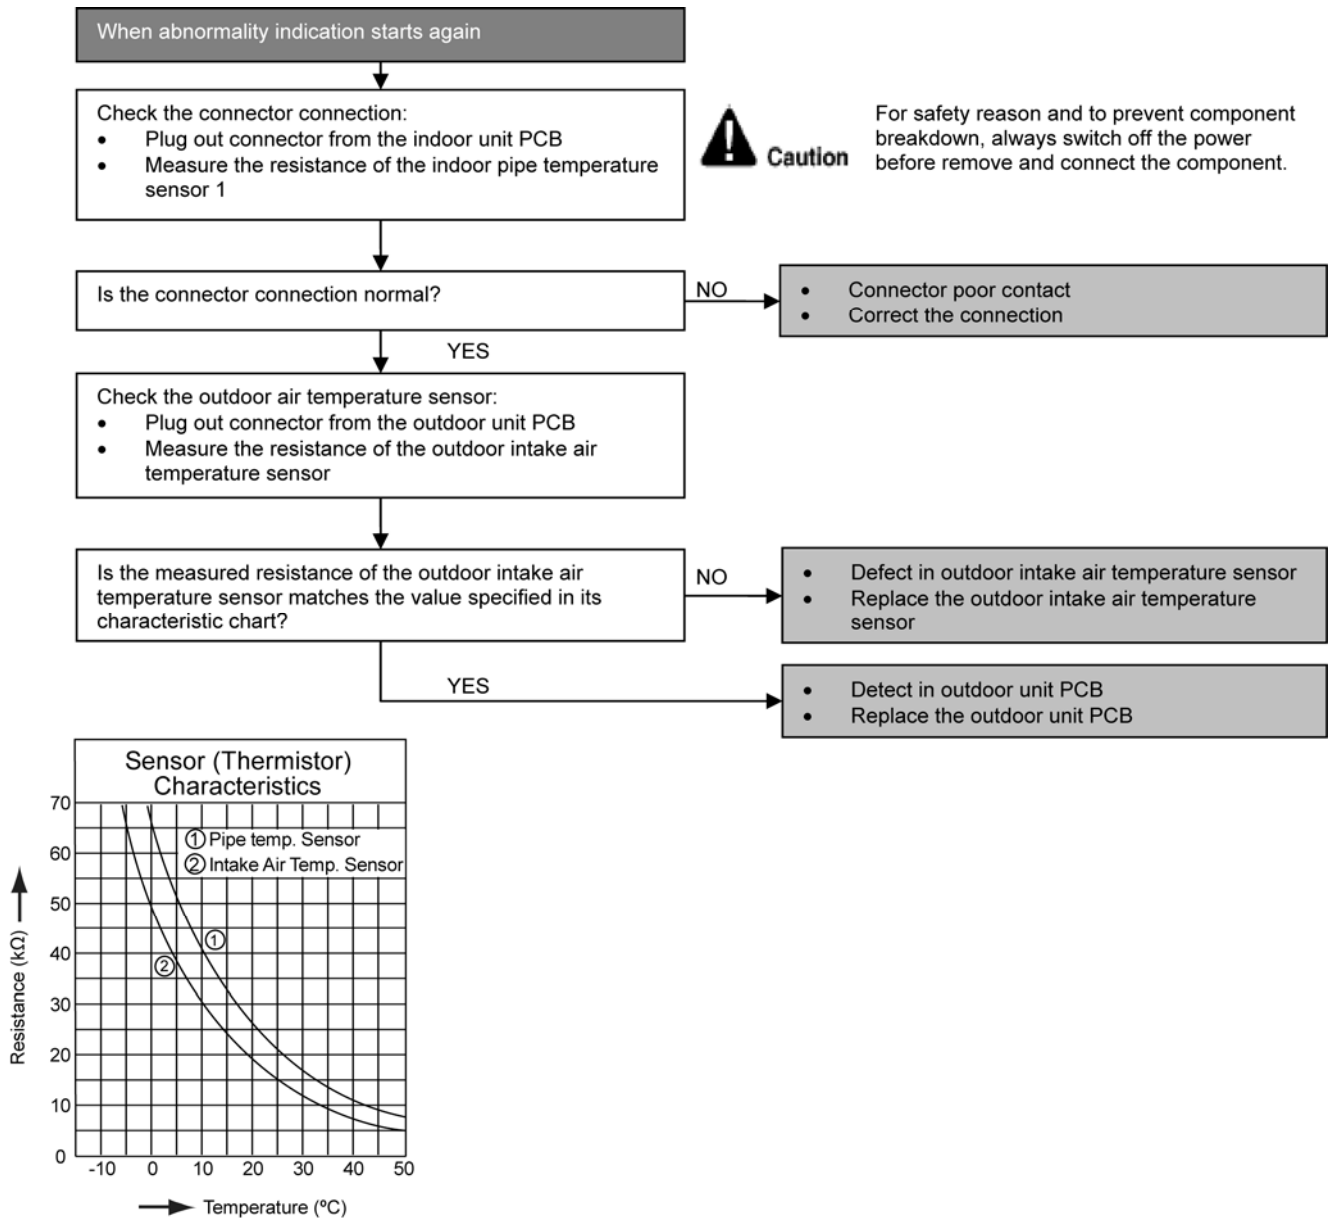 When abnormality indication starts again
Check the connector connection:
• Plug out connector from the indoor unit PCB
• Measure the resistance of the indoor pipe temperature
sensor 1
Caution
For safety reason and to prevent component
breakdown, always switch off the power
before remove and connect the component.
Is the connector connection normal?
NO
• Connector poor contact
• Correct the connection
YES
Check the outdoor air temperature sensor:
• Plug out connector from the outdoor unit PCB
• Measure the resistance of the outdoor intake air
temperature sensor
Is the measured resistance of the outdoor intake air
temperature sensor matches the value specified in its
characteristic chart?
NO
• Defect in outdoor intake air temperature sensor
• Replace the outdoor intake air temperature
sensor
YES
• Detect in outdoor unit PCB
• Replace the outdoor unit PCB
Sensor (Thermistor)
Characteristics
① Pipe temp. Sensor
② Intake Air Temp. Sensor
70
60
50
40
30
20
10
0
Resistance (kΩ)
①
②
-10 0 10 20 30 40 50
Temperature (ºC)